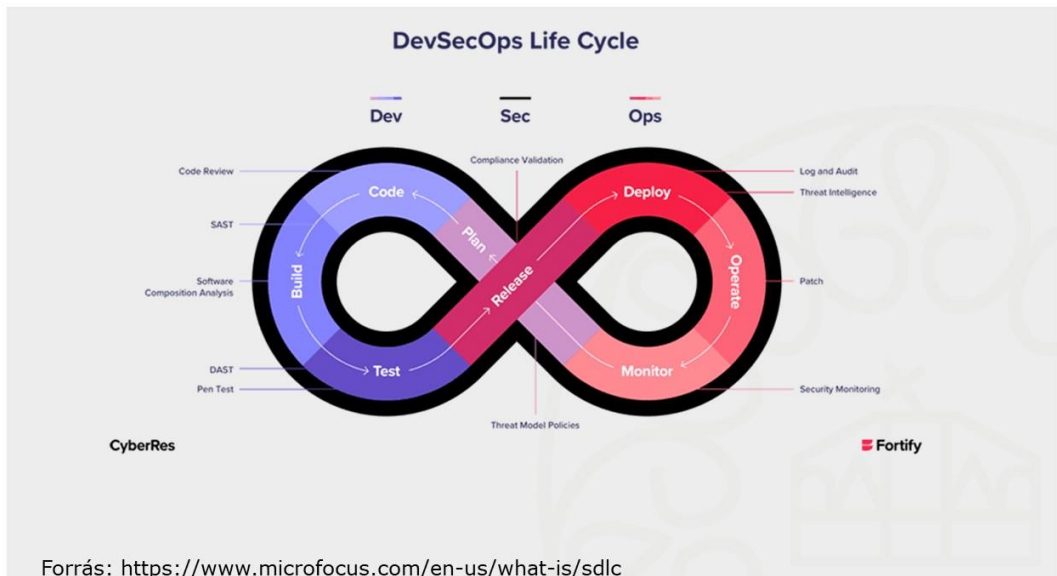 DevSecOps Life Cycle
Dev
Sec
Ops
Compliance Validation
Code Review
SAST
Software
Composition Analysis
DAST
Pen Test
Code
Plan
Build
Test
Release
Deploy
Operate
Monitor
Log and Audit
Threat Intelligence
Patch
Security Monitoring
Threat Model Policies
CyberRes
Fortify
Forrás: https://www.microfocus.com/en-us/what-is/sdlc